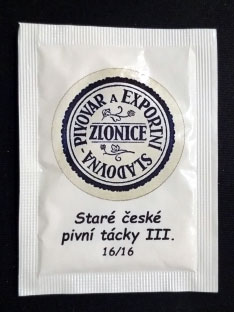 PIVOVAR A EXPORTNÍ SLADOVNA
ZLONICE
Staré české
pivní tácky III.
16/16